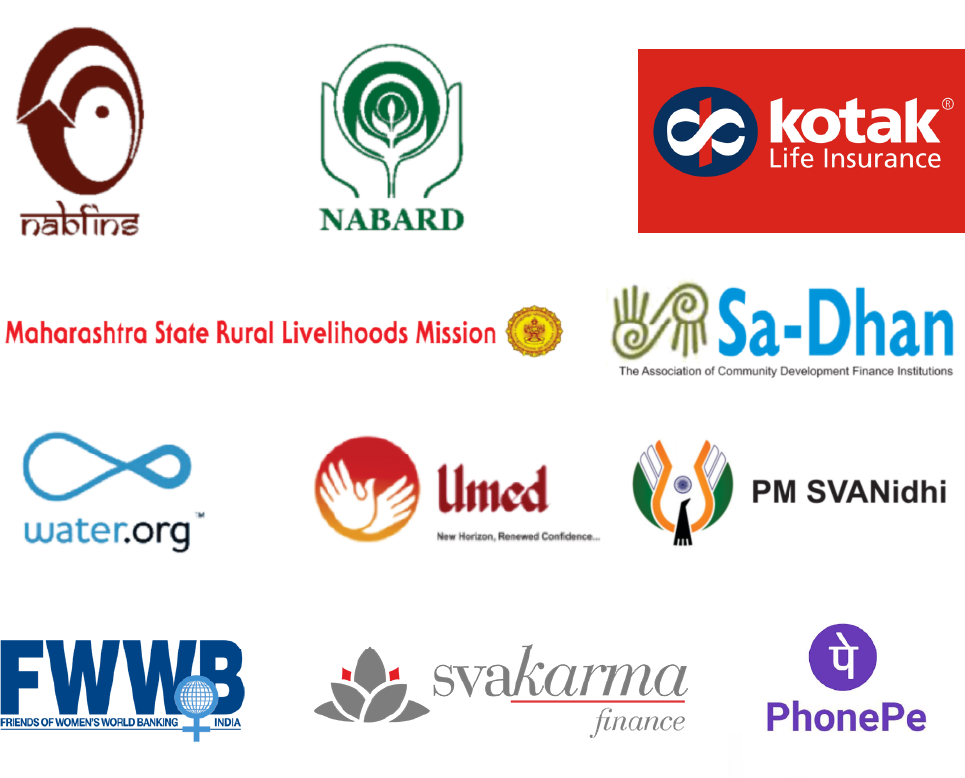 nabfins
NABARD
kotak®
Life Insurance
Maharashtra State Rural Livelihoods Mission
Sa-Dhan
The Association of Community Development Finance Institutions
water.org™
Umed
New Horizon, Renewed Confidence...
PM SVANidhi
FWWB
FRIENDS OF WOMEN'S WORLD BANKING INDIA
svakarma
finance
पे
PhonePe